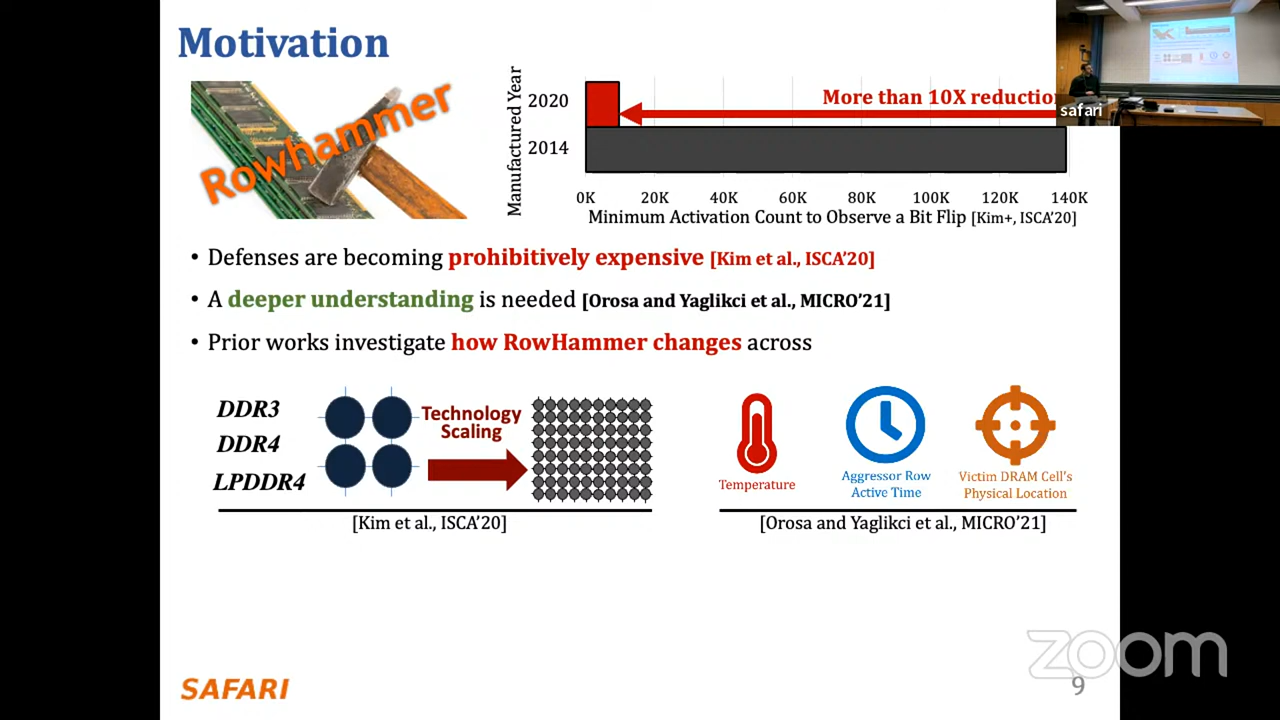 Motivation
Rowhammer
Manufactured Year
2020
2014
More than 10X reductio
0K 20K 40K 60K 80K 100K 120K 140K
Minimum Activation Count to Observe a Bit Flip [Kim+, ISCA'20]
safari
• Defenses are becoming prohibitively expensive [Kim et al., ISCA'20]
• A deeper understanding is needed [Orosa and Yaglikci et al., MICRO'21]
• Prior works investigate how RowHammer changes across
DDR3
DDR4
LPDDR4
Technology
Scaling
[Kim et al., ISCA'20]
Temperature
Aggressor Row
Active Time
Victim DRAM Cell's
Physical Location
[Orosa and Yaglikci et al., MICRO'21]
zoom
SAFARI
9